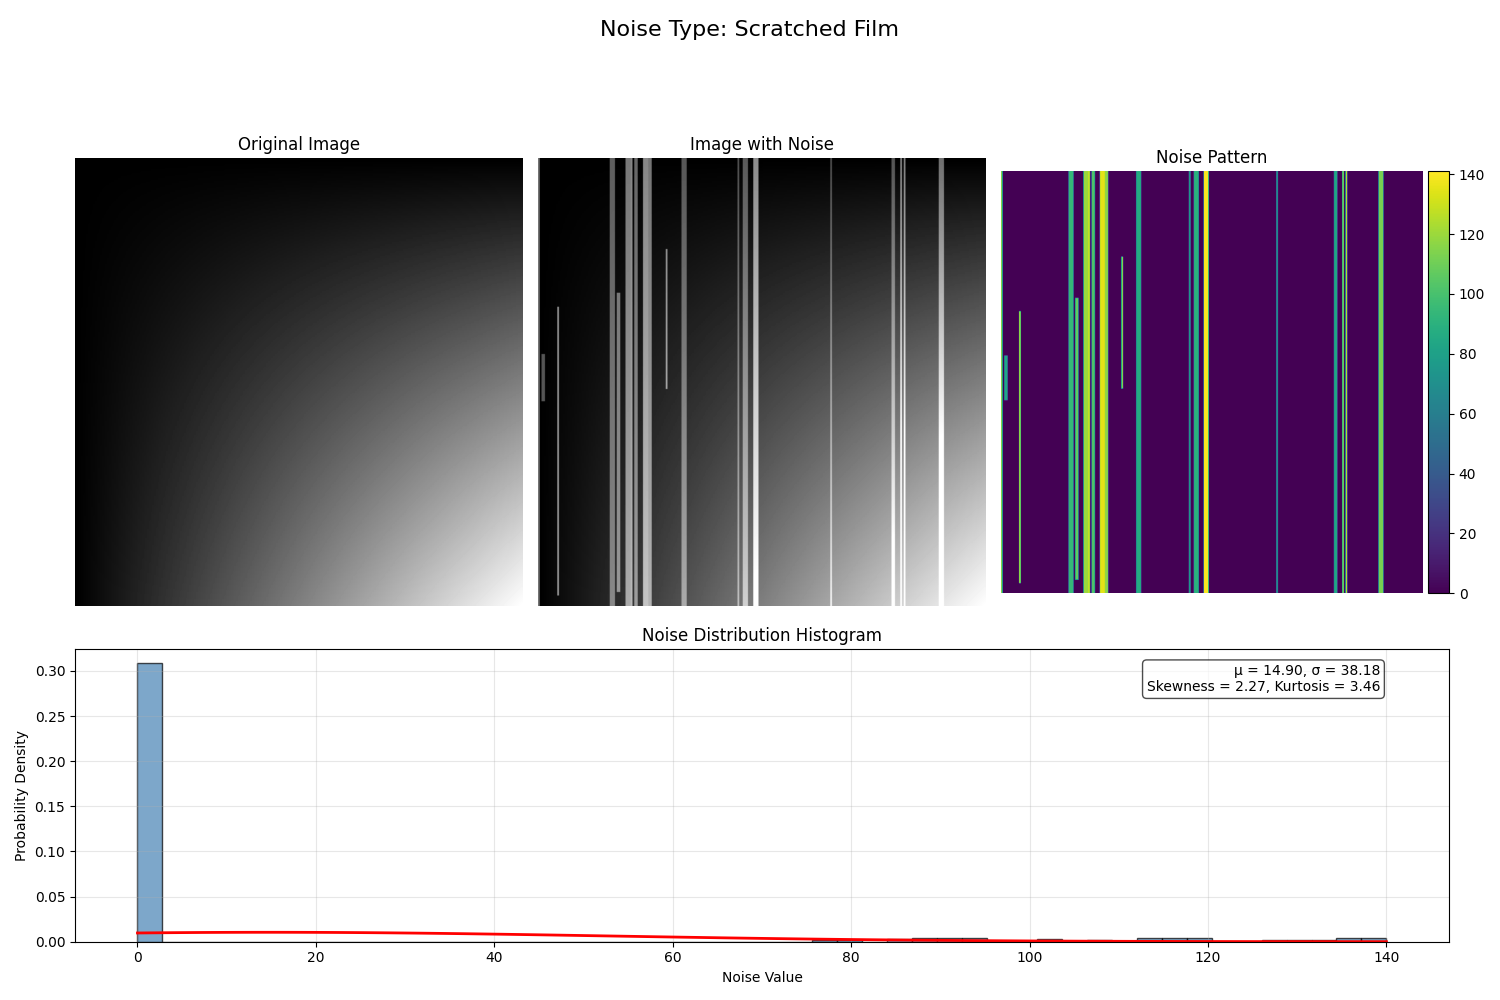 Noise Type: Scratched Film
Original Image
Image with Noise
Noise Pattern
140
120
100
80
60
40
20
0
Noise Distribution Histogram
μ = 14.90, σ = 38.18
Skewness = 2.27, Kurtosis = 3.46
Probability Density
0.30
0.25
0.20
0.15
0.10
0.05
0.00
0 20 40 60 80 100 120 140
Noise Value